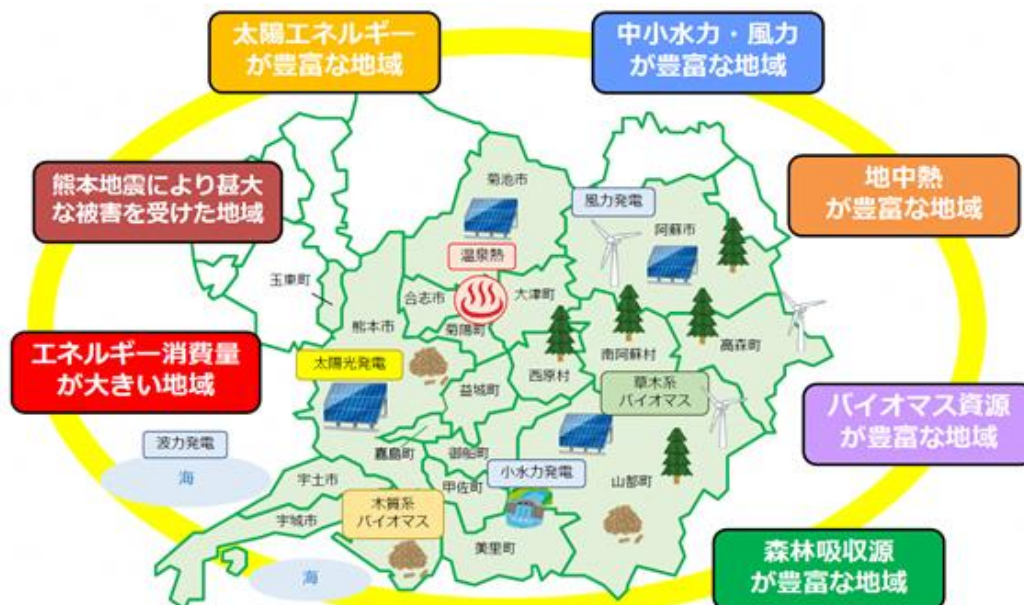 太陽エネルギー
が豊富な地域
中小水力・風力
が豊富な地域
熊本地震により甚大
な被害を受けた地域
地中熱
が豊富な地域
菊池市
風力発電
阿蘇市
温泉熱
玉東町
合志市
大津町
熊本市
菊陽町
エネルギー消費量
が大きい地域
太陽光発電
西原村
南阿蘇村
高森町
益城町
草木系
バイオマス
バイオマス資源
が豊富な地域
波力発電
海
嘉島町
御船町
小水力発電
宇土市
甲佐町
山都町
木質系
バイオマス
宇城市
美里町
海
森林吸収源
が豊富な地域